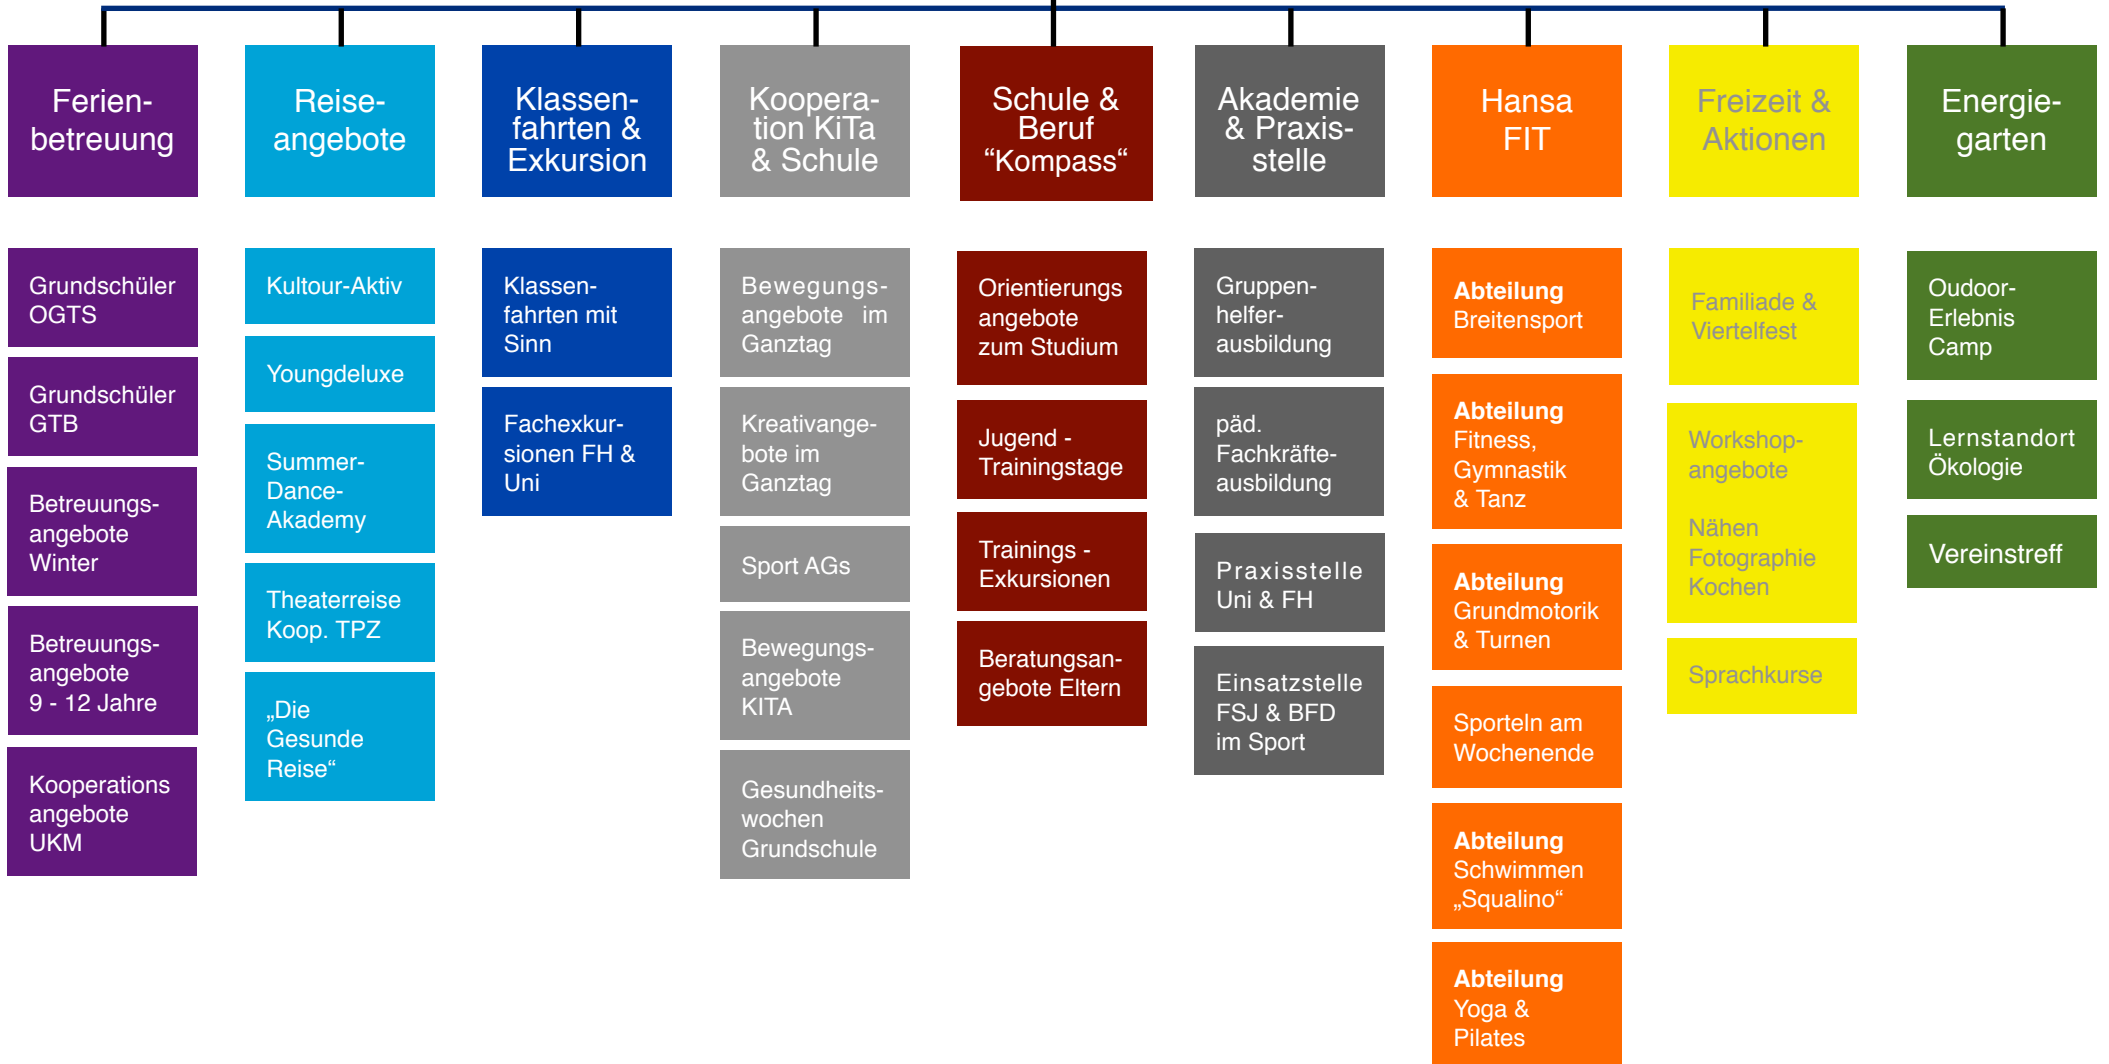 Ferien-
betreuung
Grundschüler
OGTS
Grundschüler
GTB
Betreuungs-
angebote
Winter
Betreuungs-
angebote
9 - 12 Jahre
Kooperations
angebote
UKM
Reise-
angebote
Kultour-Aktiv
Youngdeluxe
Summer-
Dance-
Akademy
Theaterreise
Koop. TPZ
„Die
Gesunde
Reise“
Klassen-
fahrten &
Exkursion
Klassen-
fahrten mit
Sinn
Fachexkur-
sionen FH &
Uni
Koopera-
tion KiTa
& Schule
Bewegungs-
angebote im
Ganztag
Kreativange-
bote im
Ganztag
Sport AGs
Bewegungs-
angebote
KITA
Gesundheits-
wochen
Grundschule
Schule &
Beruf
“Kompass“
Orientierungs
angebote
zum Studium
Jugend -
Trainingstage
Trainings -
Exkursionen
Beratungsan-
gebote Eltern
Akademie
& Praxis-
stelle
Gruppen-
helfer-
ausbildung
päd.
Fachkräfte-
ausbildung
Praxisstelle
Uni & FH
Einsatzstelle
FSJ & BFD
im Sport
Hansa
FIT
Abteilung
Breitensport
Abteilung
Fitness,
Gymnastik
& Tanz
Abteilung
Grundmotorik
& Turnen
Sporteln am
Wochenende
Abteilung
Schwimmen
„Squalino“
Abteilung
Yoga &
Pilates
Freizeit &
Aktionen
Familiade &
Viertelfest
Workshop-
angebote
Nähen
Fotographie
Kochen
Sprachkurse
Energie-
garten
Oudoor-
Erlebnis
Camp
Lernstandort
Ökologie
Vereinstreff